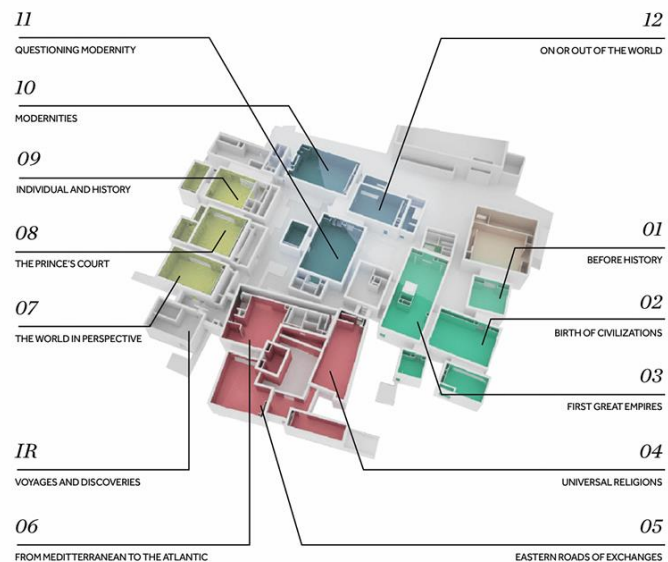 11
QUESTIONING MODERNITY
10
MODERNITIES
09
INDIVIDUAL AND HISTORY
08
THE PRINCE'S COURT
07
THE WORLD IN PERSPECTIVE
IR
VOYAGES AND DISCOVERIES
06
FROM MEDITTERRANEAN TO THE ATLANTIC
12
ON OR OUT OF THE WORLD
01
BEFORE HISTORY
02
BIRTH OF CIVILIZATIONS
03
FIRST GREAT EMPIRES
04
UNIVERSAL RELIGIONS
05
EASTERN ROADS OF EXCHANGES